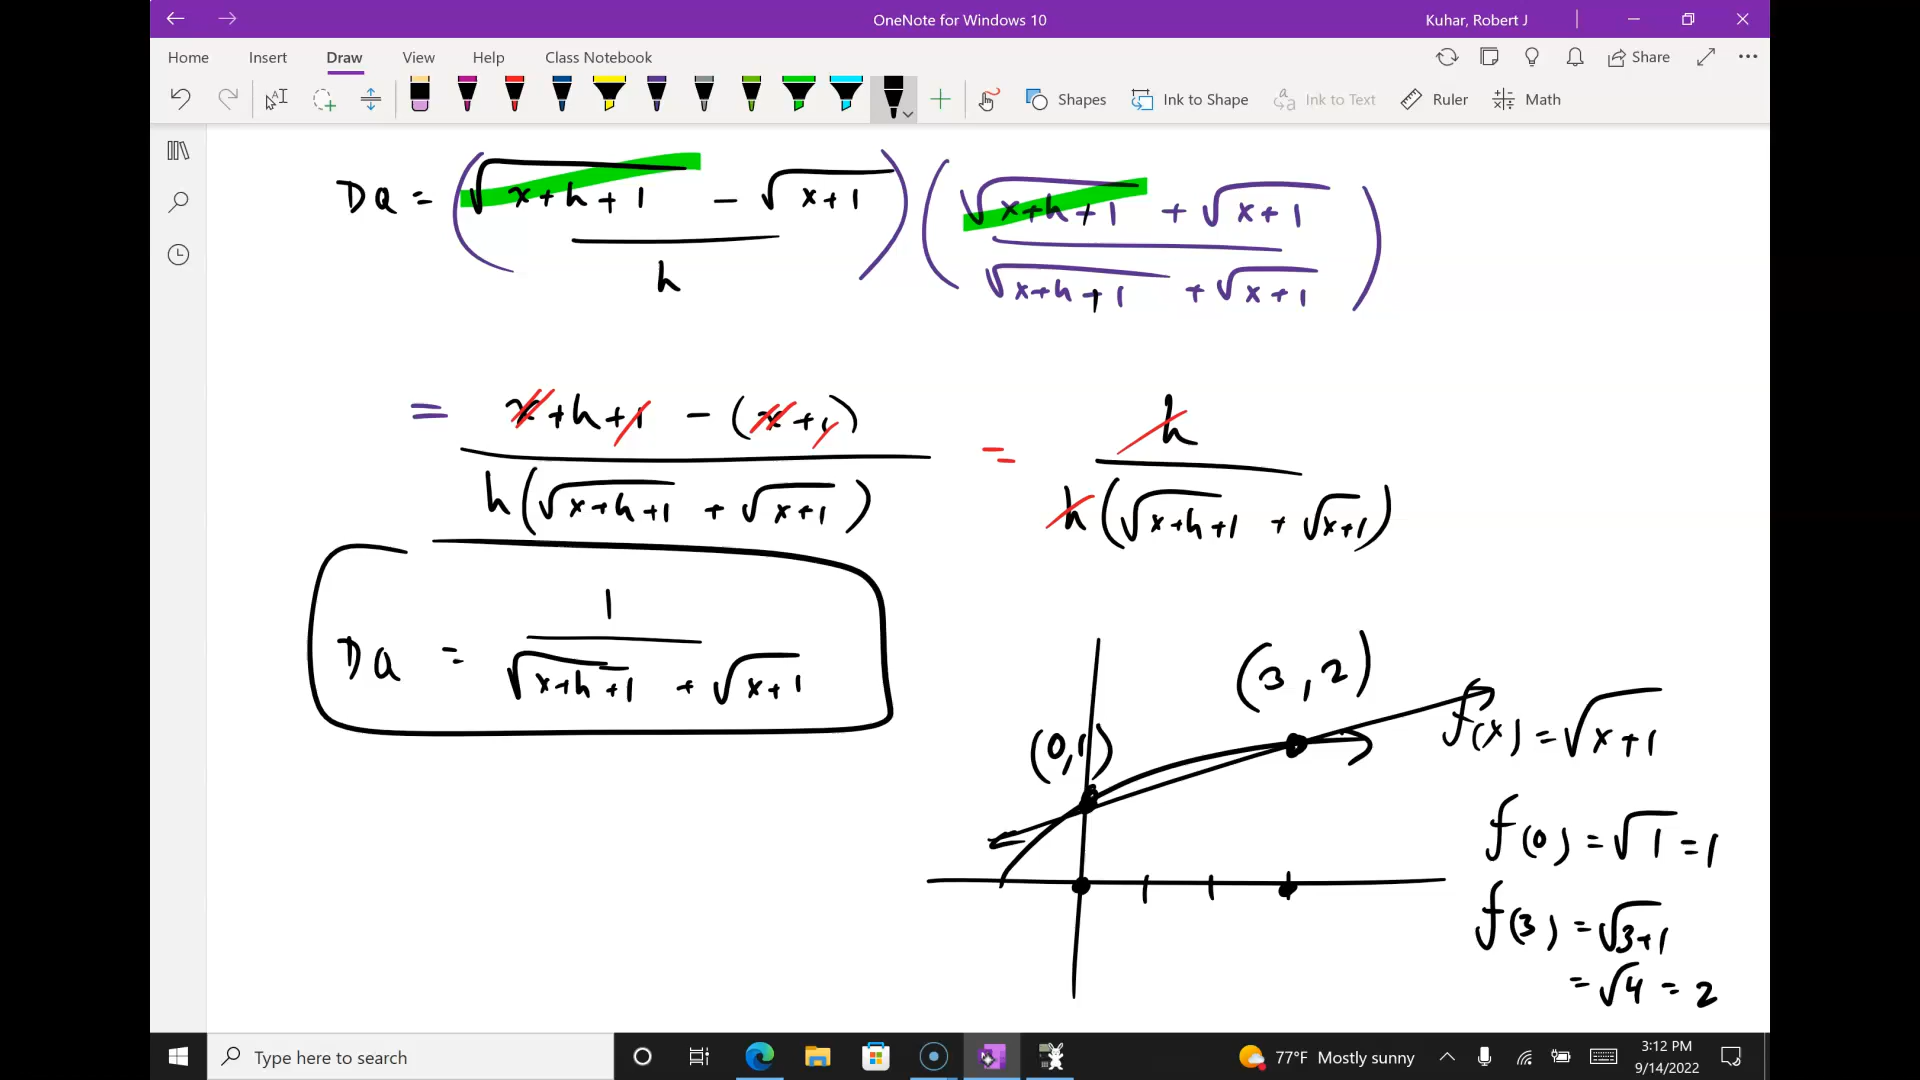 OneNote for Windows 10
Kuhar, Robert J
Home Insert Draw View Help Class Notebook
Share
Shapes Ink to Shape Ink to Text Ruler Math
DQ = (√(x+h+1) - √(x+1) / h) (√(x+h+1) + √(x+1) / √(x+h+1) + √(x+1))
= x+h+1 - (x+1) / h(√(x+h+1) + √(x+1)) = h / h(√(x+h+1) + √(x+1))
DQ = 1 / √(x+h+1) + √(x+1)
(3,2)
(0,1)
f(x) = √(x+1)
f(0) = √1 = 1
f(3) = √(3+1)
= √4 = 2
Type here to search
77°F Mostly sunny
3:12 PM
9/14/2022